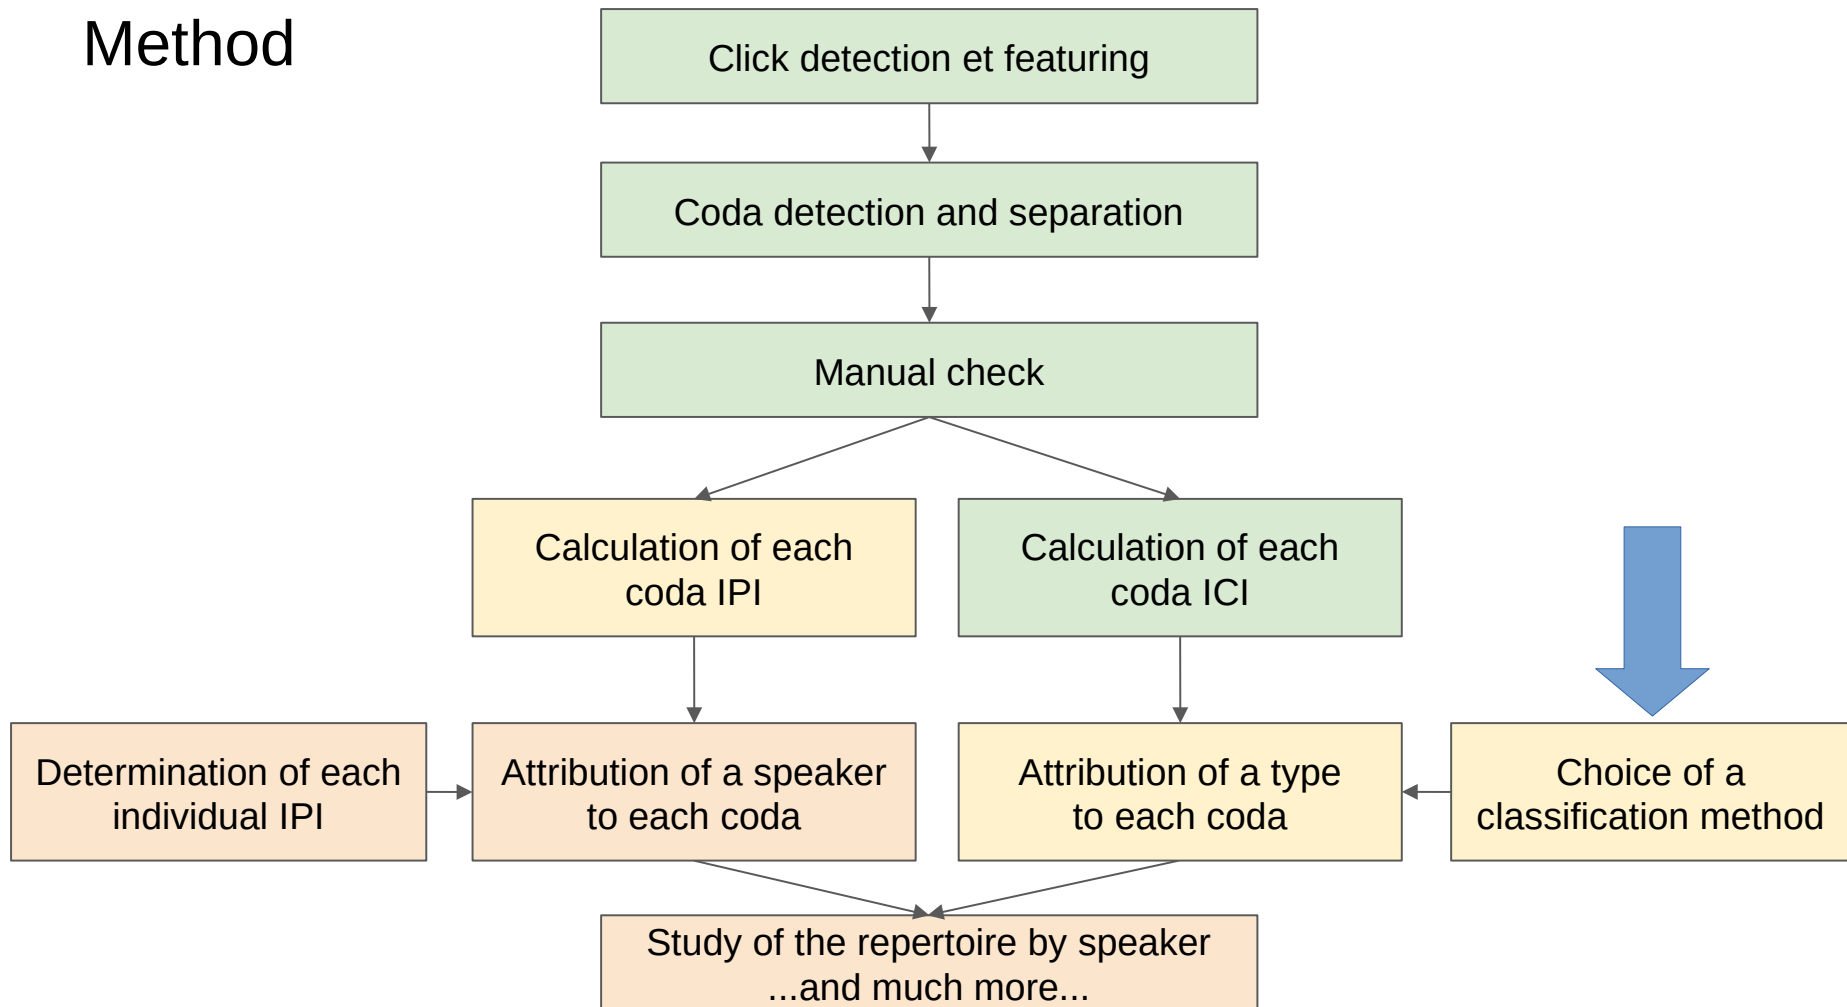 Method
Click detection et featuring
Coda detection and separation
Manual check
Calculation of each
coda IPI
Calculation of each
coda ICI
Determination of each
individual IPI
Attribution of a speaker
to each coda
Attribution of a type
to each coda
Choice of a
classification method
Study of the repertoire by speaker
...and much more...